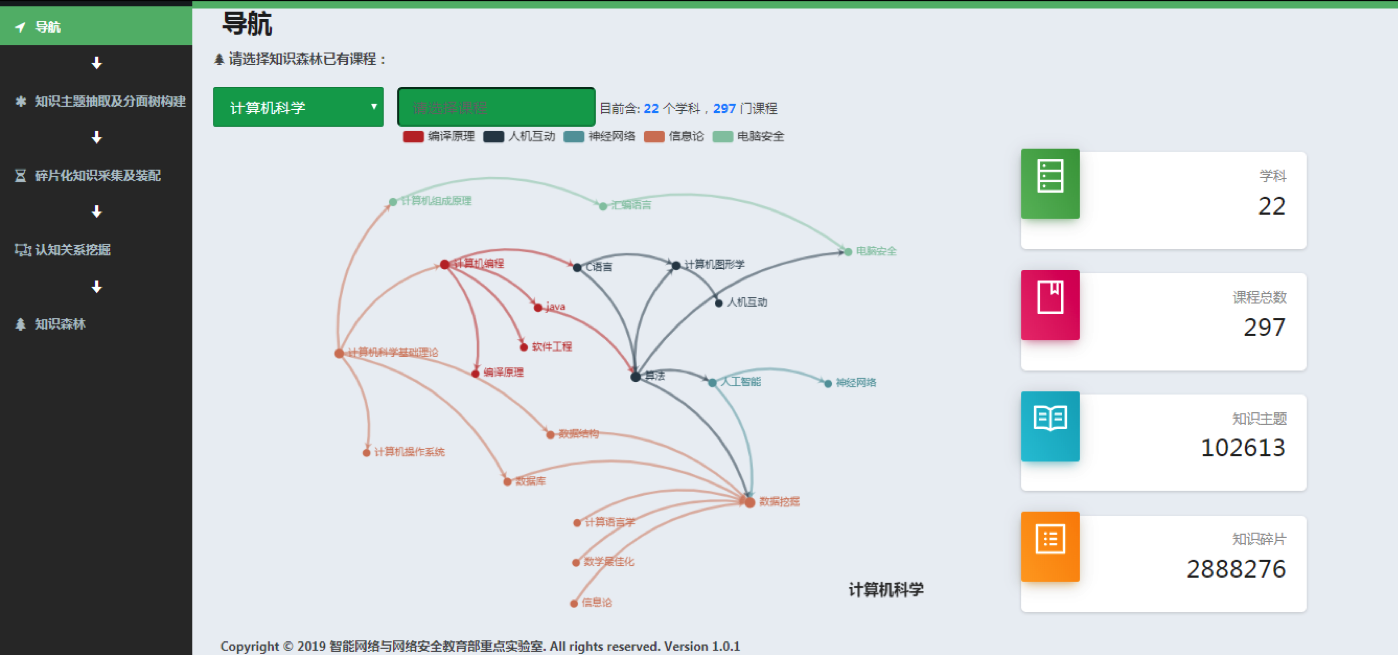 导航
知识主题抽取及分面树构建
碎片化知识采集及装配
认知关系挖掘
知识森林
导航
请选择知识森林已有课程：
计算机科学
请选择课程
目前含: 22 个学科，297 门课程
编译原理 人机互动 神经网络 信息论 电脑安全
计算机组成原理
汇编语言
电脑安全
计算机编程
C语言
计算机图形学
人机互动
java
软件工程
计算机科学基础理论
编译原理
算法
人工智能
神经网络
数据结构
计算机操作系统
数据库
数据挖掘
计算语言学
数学最佳化
信息论
计算机科学
学科
22
课程总数
297
知识主题
102613
知识碎片
2888276
Copyright © 2019 智能网络与网络安全教育部重点实验室. All rights reserved. Version 1.0.1